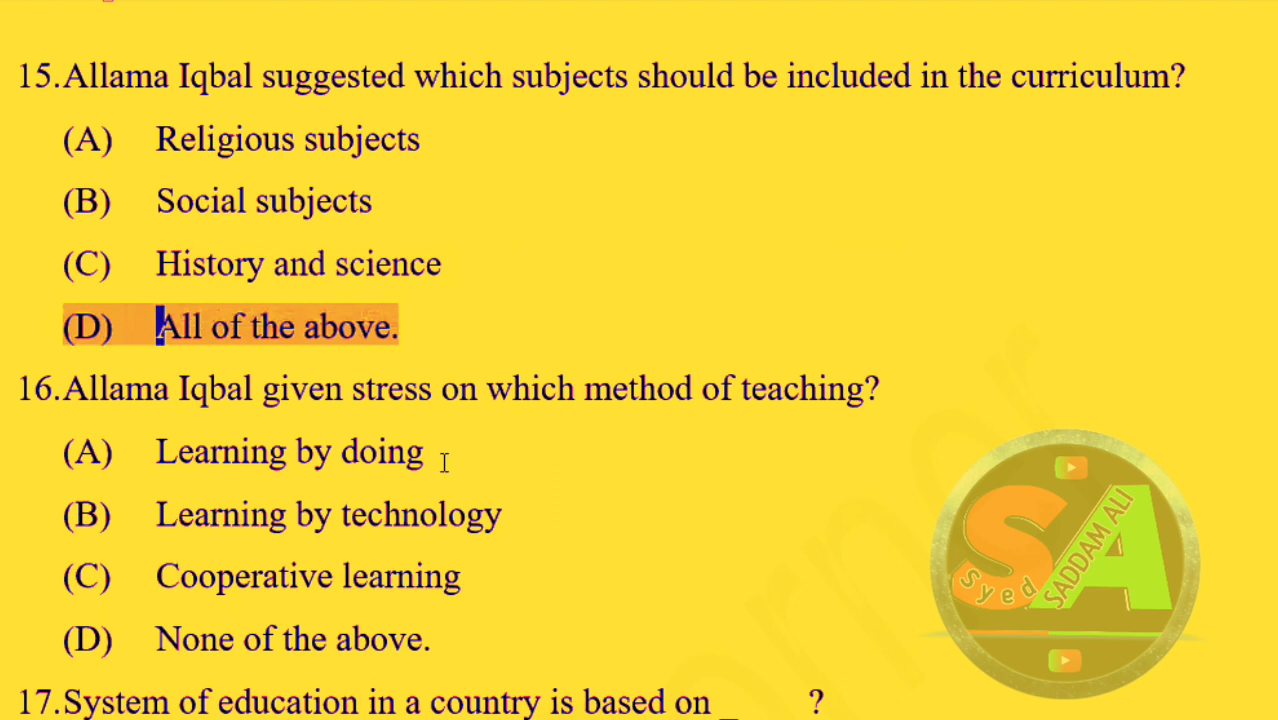 15.Allama Iqbal suggested which subjects should be included in the curriculum?
(A) Religious subjects
(B) Social subjects
(C) History and science
(D) All of the above.
16.Allama Iqbal given stress on which method of teaching?
(A) Learning by doing
(B) Learning by technology
(C) Cooperative learning
(D) None of the above.
17.System of education in a country is based on _ ?
SA
Syed
SADDAM ALI